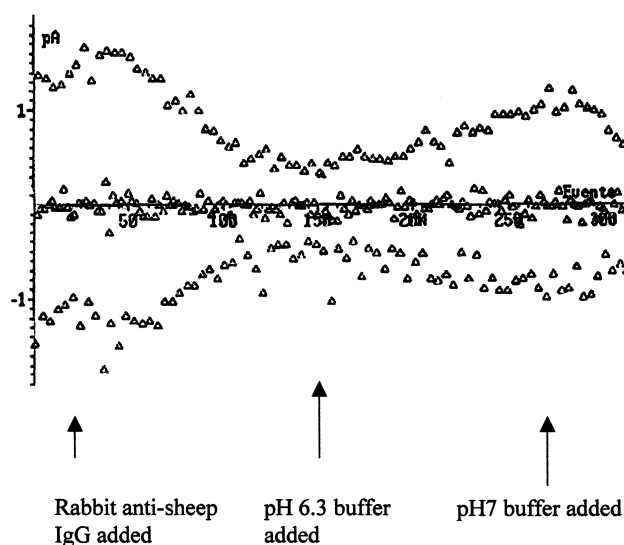 pA
1
Events
50
100
150
200
250
300
-1
Rabbit anti-sheep
IgG added
pH 6.3 buffer
added
pH7 buffer added